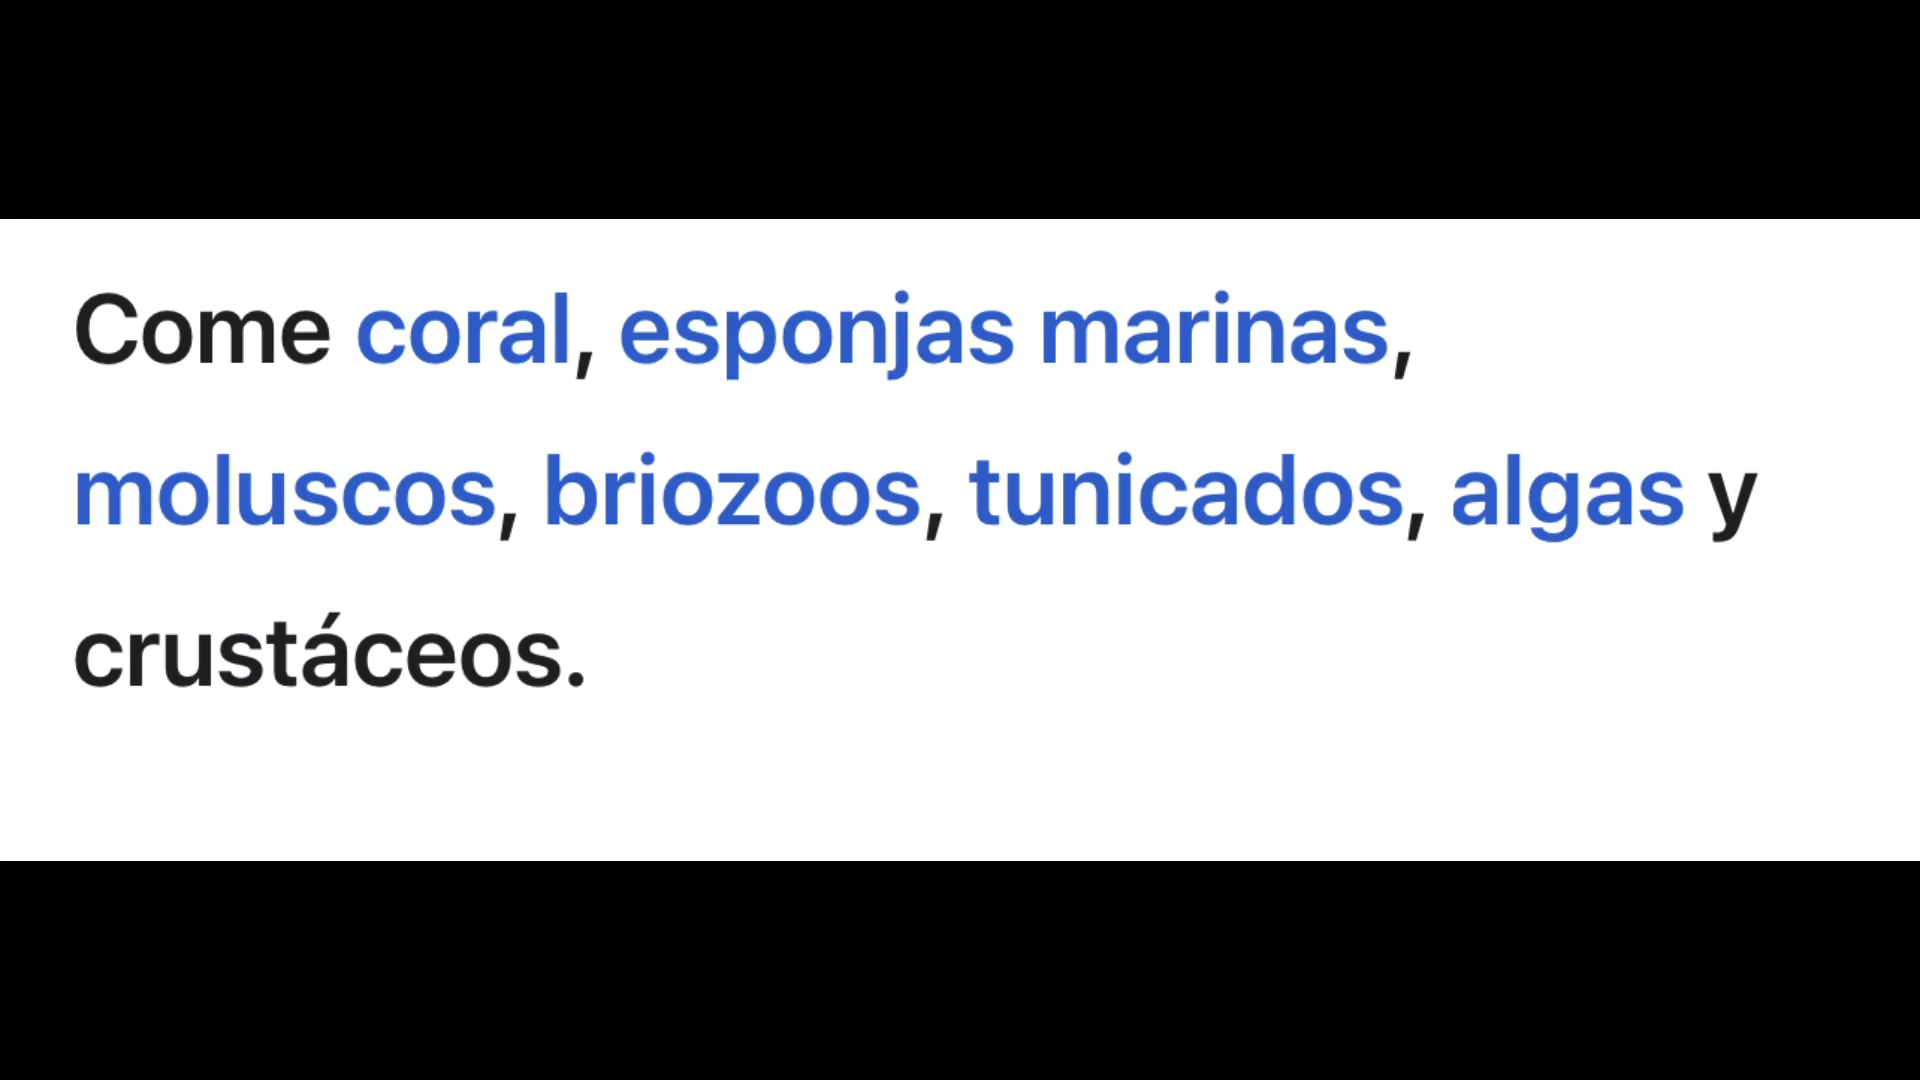 Come coral, esponjas marinas,
moluscos, briozoos, tunicados, algas y
crustáceos.